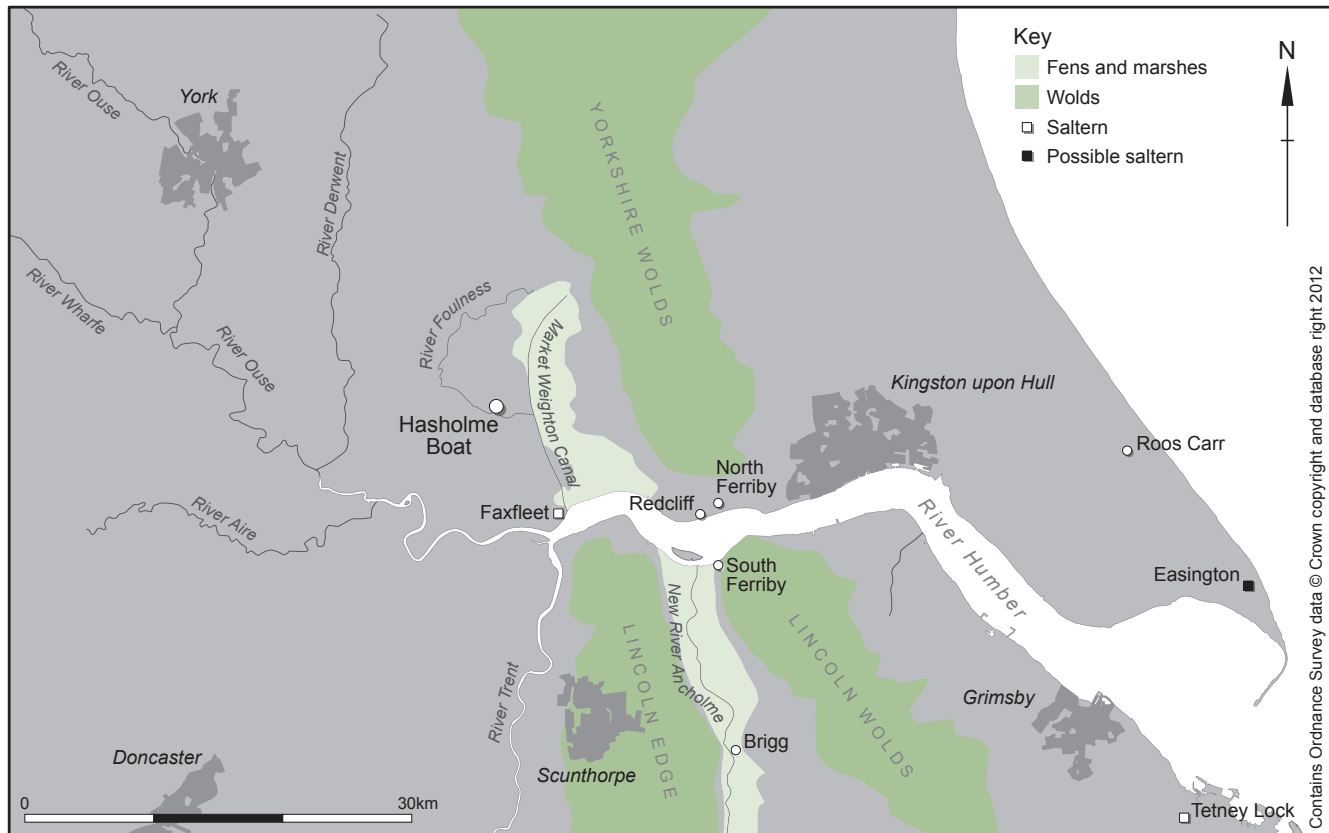 Key
Fens and marshes
Wolds
Saltern
Possible saltern
N
River Ouse
York
River Derwent
YORKSHIRE WOLDS
River Wharfe
River Ouse
River Foulness
Market Weighton Canal
Hasholme
Boat
Kingston upon Hull
Roos Carr
North
Ferriby
Redcliff
Faxfleet
River Aire
River Humber
South
Ferriby
Easington
New River Ancholme
LINCOLN EDGE
LINCOLN WOLDS
River Trent
Grimsby
Brigg
Scunthorpe
Doncaster
0
30km
Tetney Lock
Contains Ordnance Survey data © Crown copyright and database right 2012